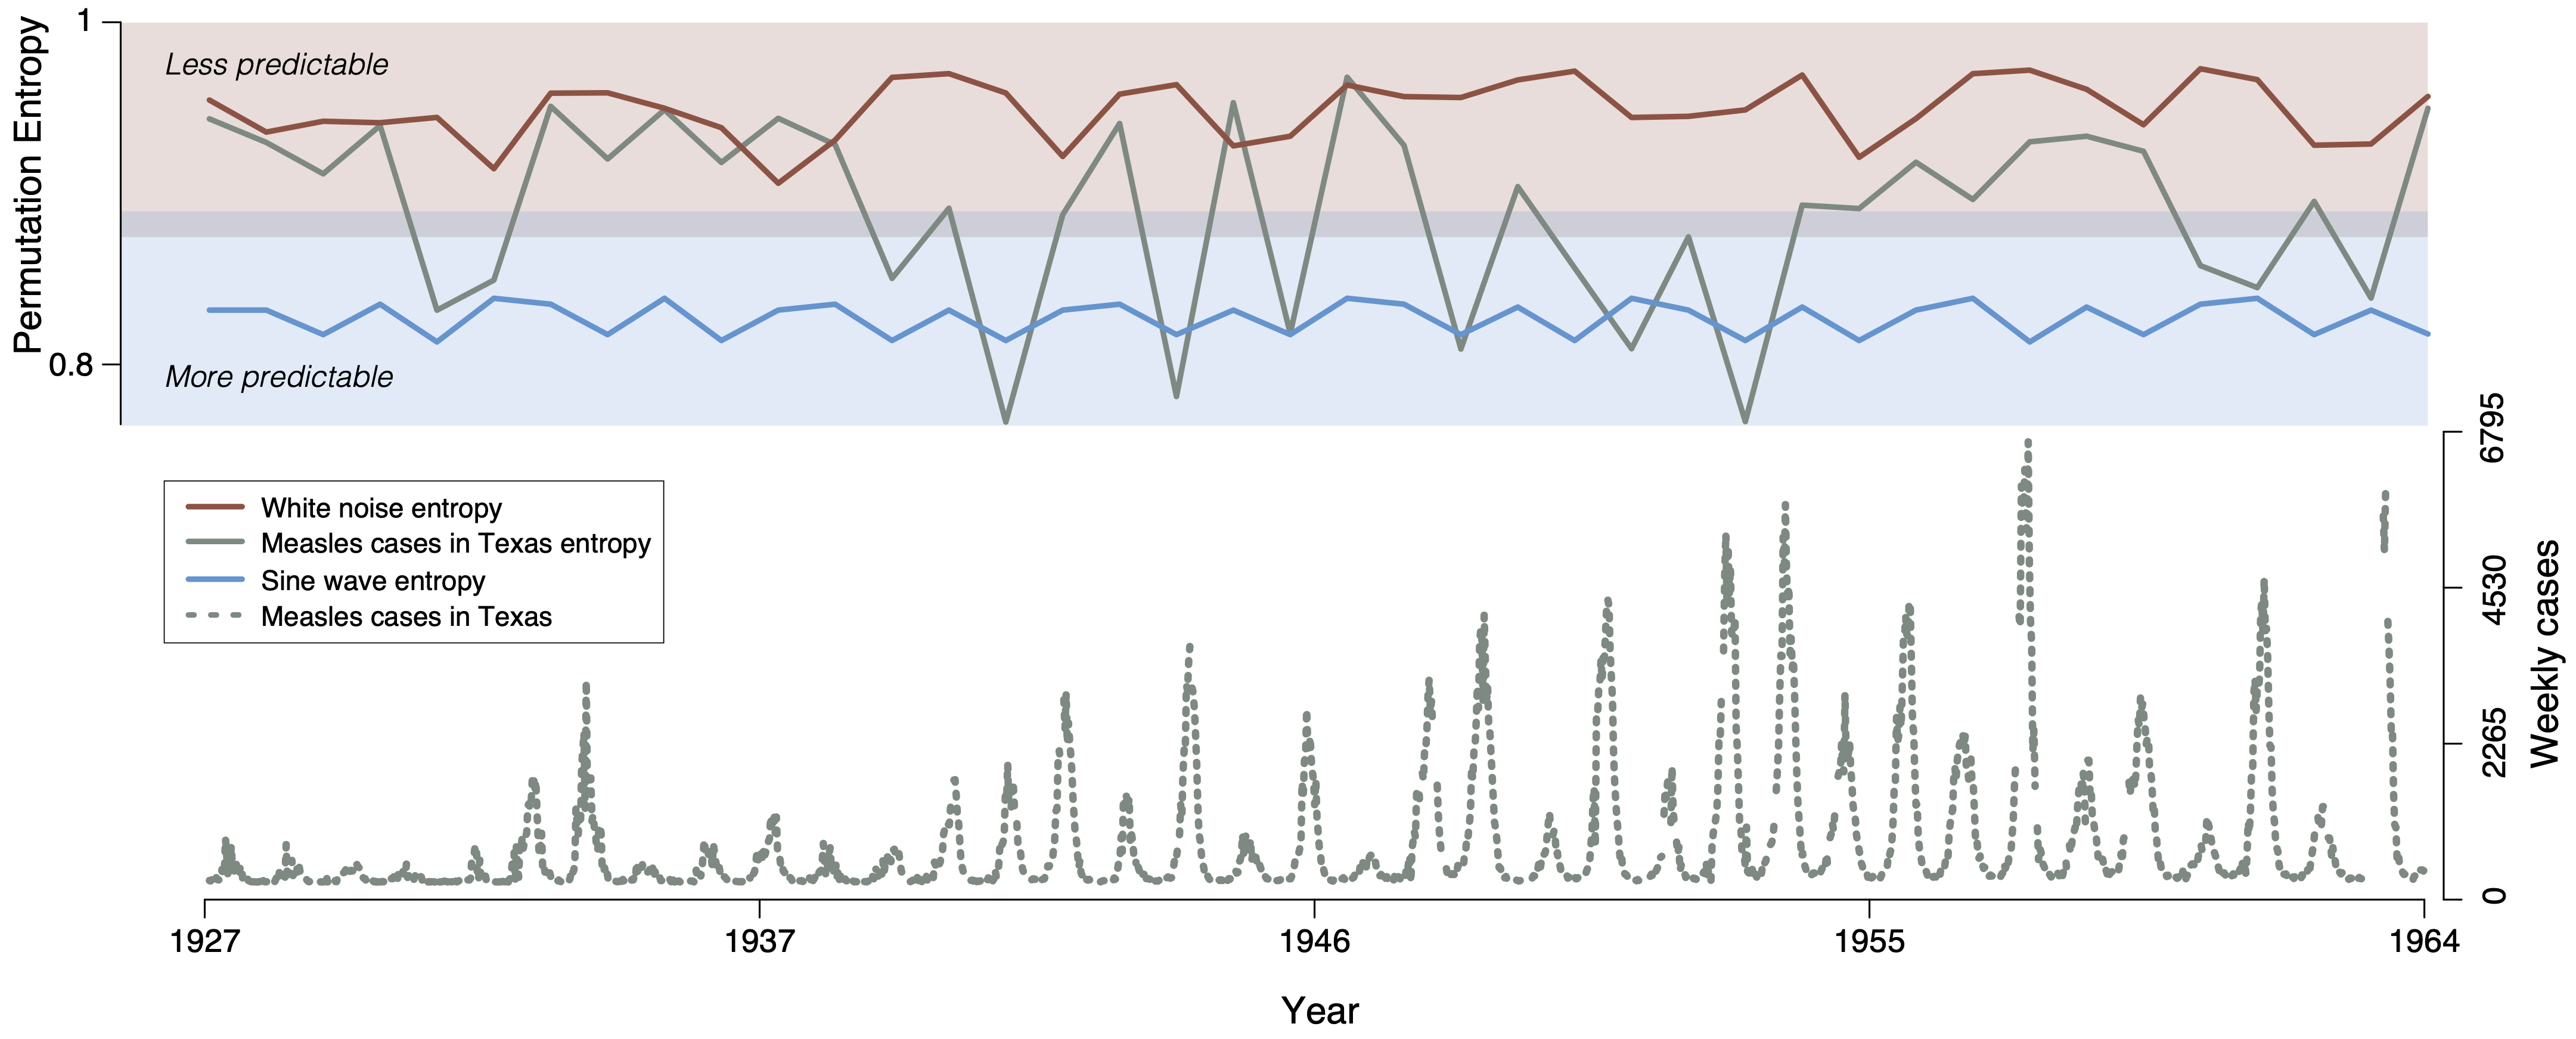 1
Less predictable
Permutation Entropy
0.8
More predictable
White noise entropy
Measles cases in Texas entropy
Sine wave entropy
Measles cases in Texas
6795
4530
2265
0
Weekly cases
1927
1937
1946
1955
1964
Year